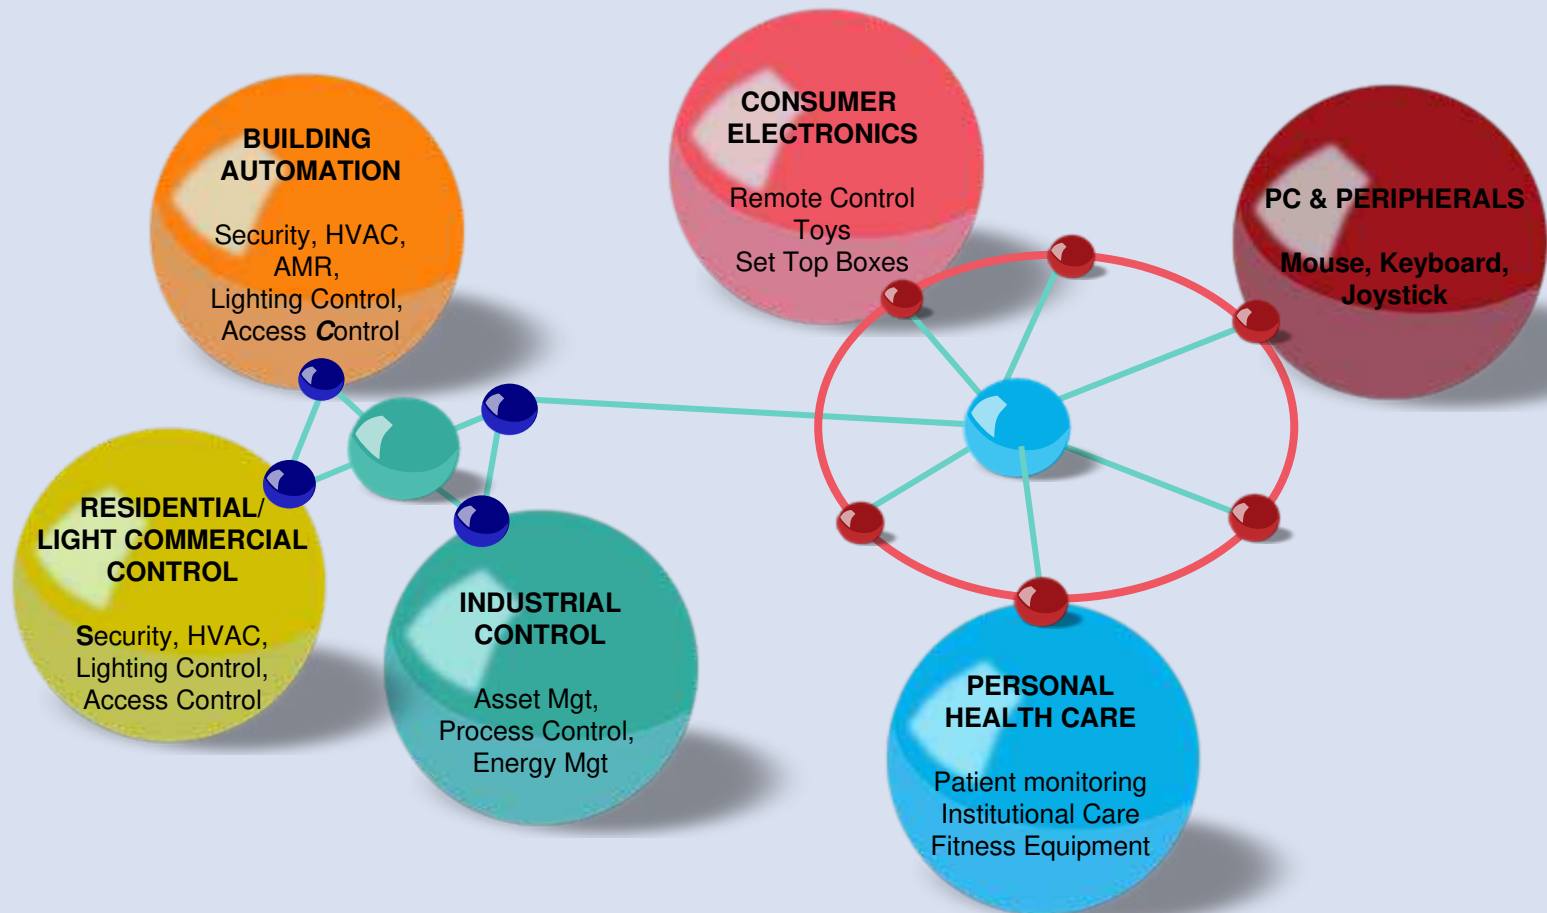 BUILDING
AUTOMATION
Security, HVAC,
AMR,
Lighting Control,
Access Control
CONSUMER
ELECTRONICS
Remote Control
Toys
Set Top Boxes
PC & PERIPHERALS
Mouse, Keyboard,
Joystick
RESIDENTIAL/
LIGHT COMMERCIAL
CONTROL
Security, HVAC,
Lighting Control,
Access Control
INDUSTRIAL
CONTROL
Asset Mgt,
Process Control,
Energy Mgt
PERSONAL
HEALTH CARE
Patient monitoring
Institutional Care
Fitness Equipment